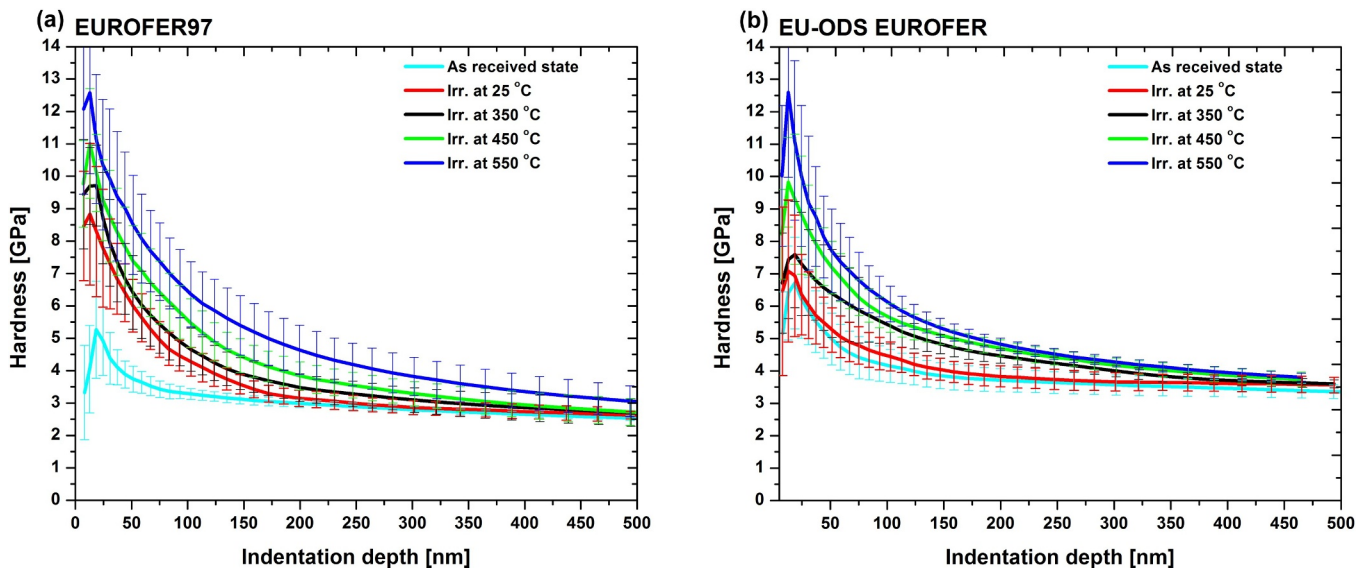 (a) EUROFER97
14
13
12
11
10
9
8
7
6
5
4
3
2
1
0
Hardness [GPa]
As received state
Irr. at 25 °C
Irr. at 350 °C
Irr. at 450 °C
Irr. at 550 °C
0 50 100 150 200 250 300 350 400 450 500
Indentation depth [nm]
(b) EU-ODS EUROFER
14
13
12
11
10
9
8
7
6
5
4
3
2
1
0
Hardness [GPa]
As received state
Irr. at 25 °C
Irr. at 350 °C
Irr. at 450 °C
Irr. at 550 °C
50 100 150 200 250 300 350 400 450 500
Indentation depth [nm]